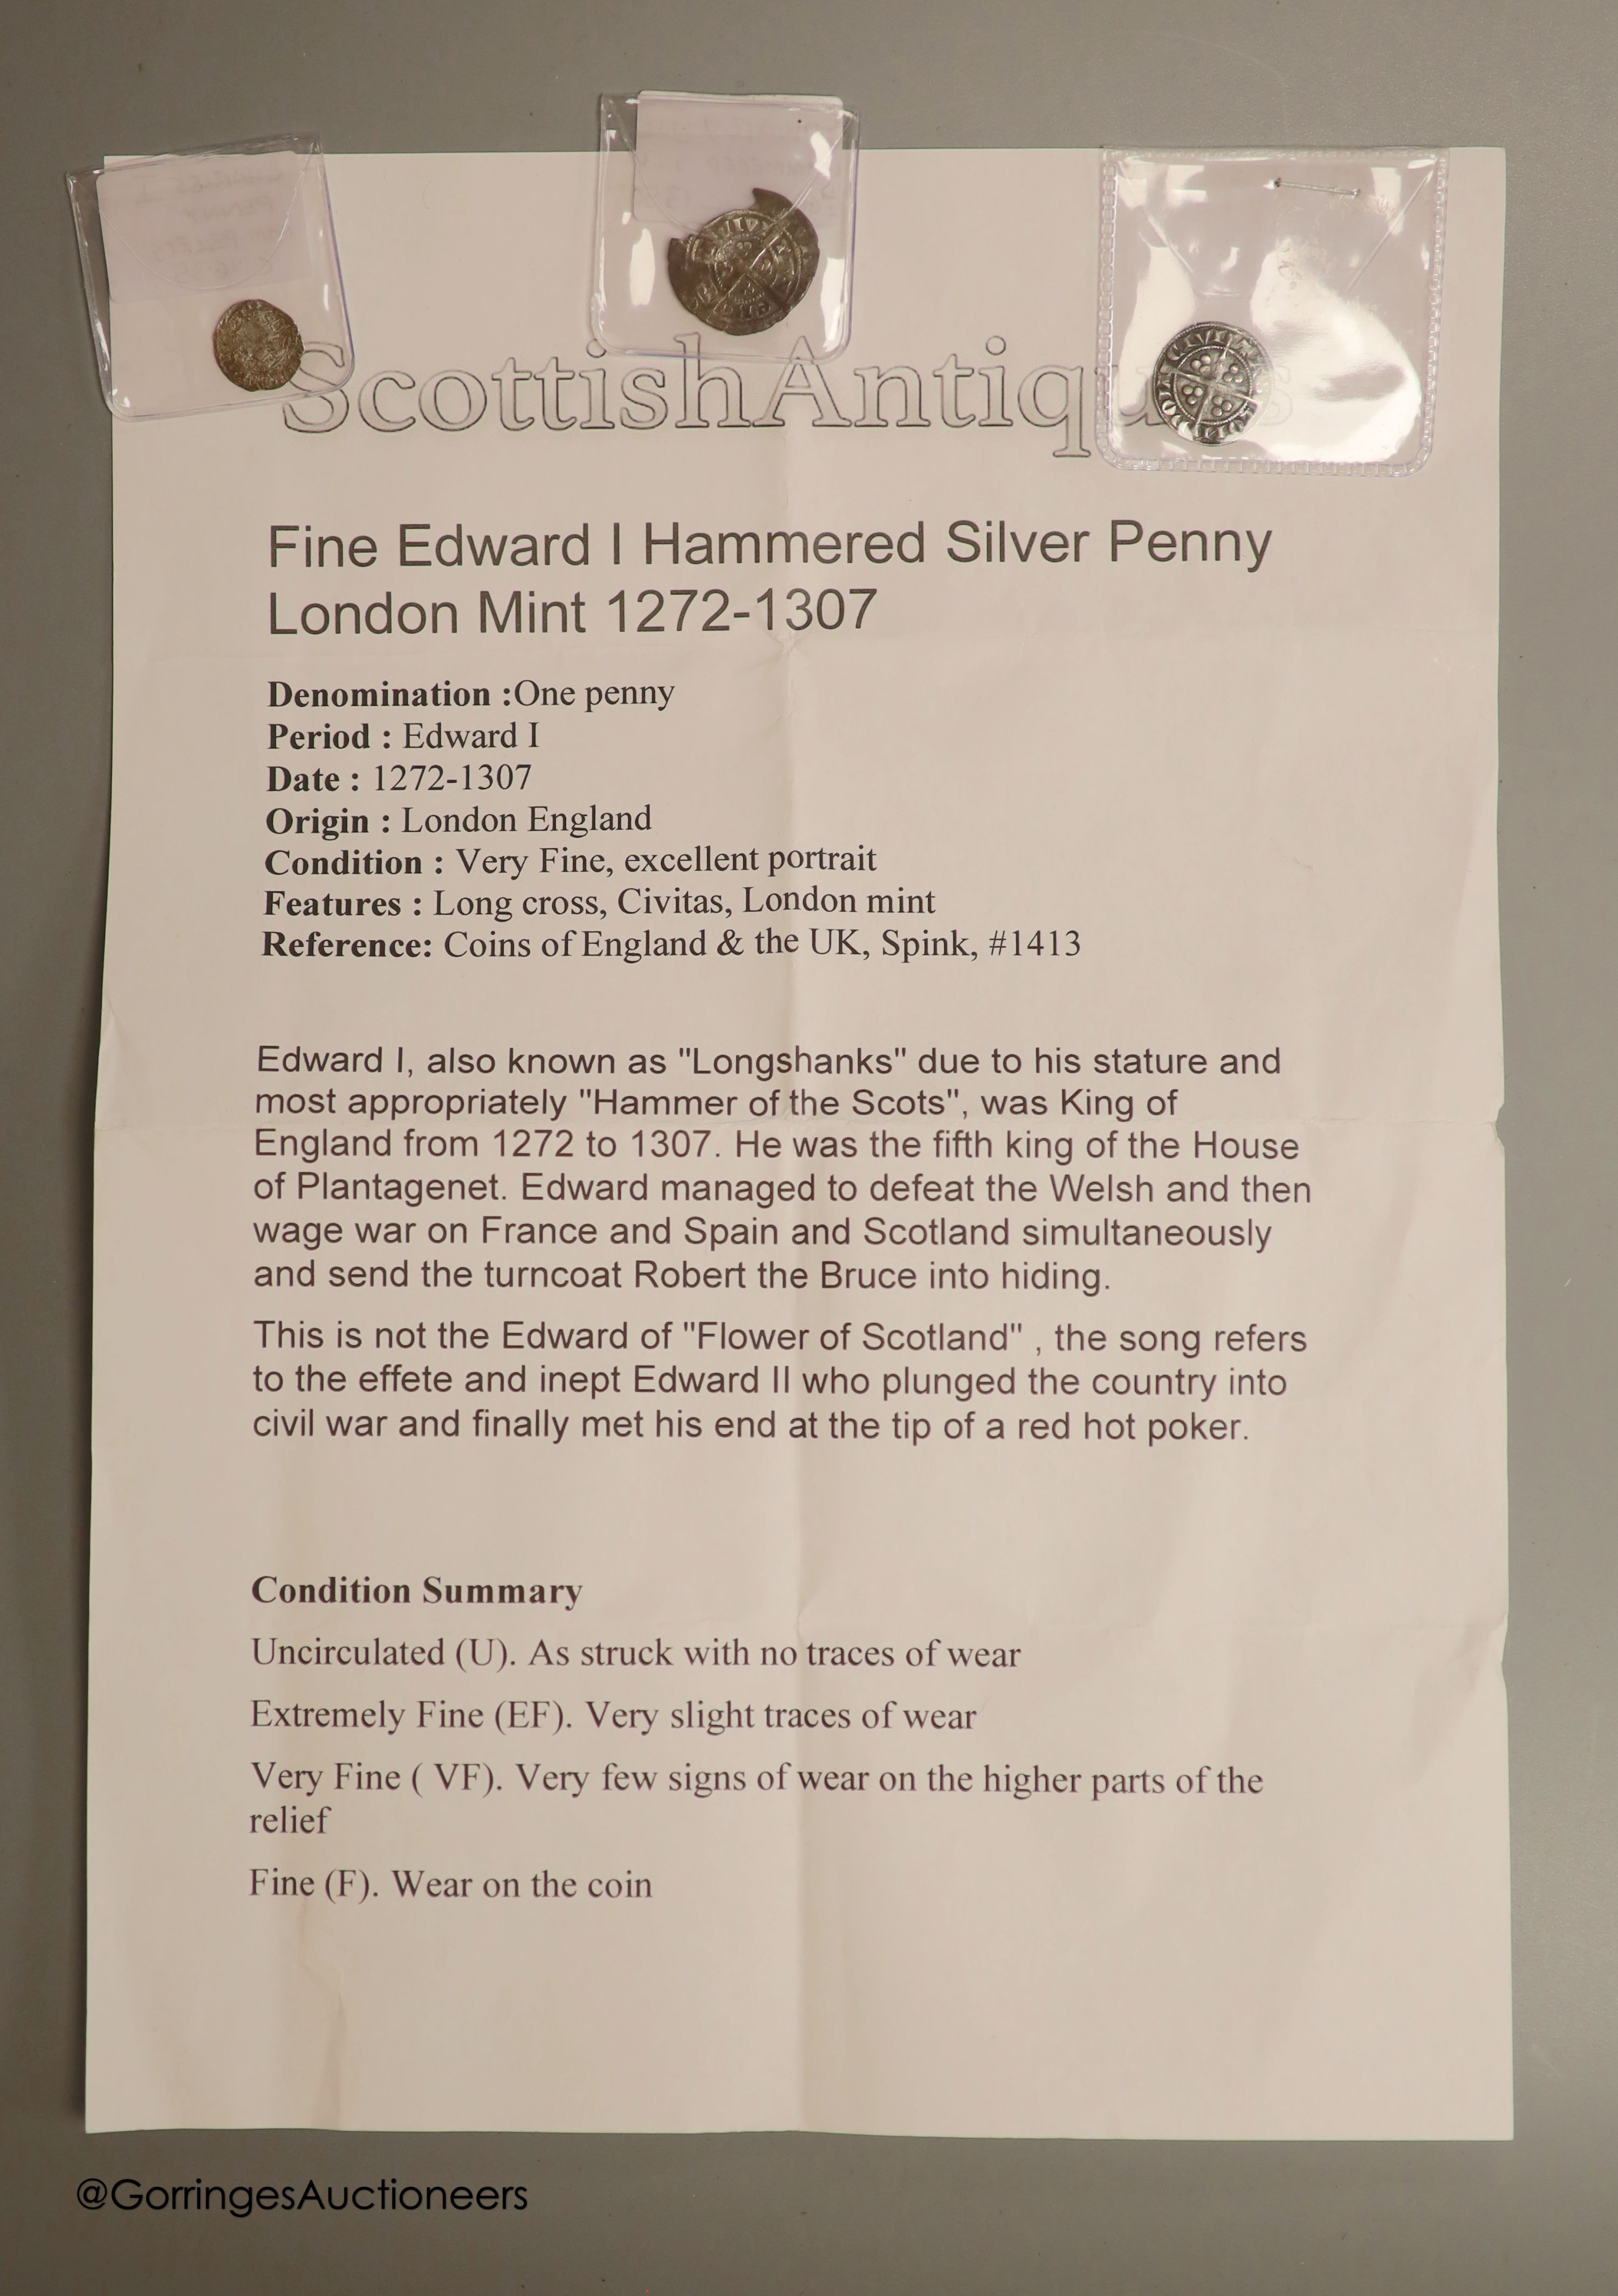 ScottishAntiqu
Fine Edward I Hammered Silver Penny
London Mint 1272-1307
Denomination :One penny
Period : Edward I
Date : 1272-1307
Origin : London England
Condition : Very Fine, excellent portrait
Features : Long cross, Civitas, London mint
Reference: Coins of England & the UK, Spink, #1413
Edward I, also known as "Longshanks" due to his stature and
most appropriately "Hammer of the Scots", was King of
England from 1272 to 1307. He was the fifth king of the House
of Plantagenet. Edward managed to defeat the Welsh and then
wage war on France and Spain and Scotland simultaneously
and send the turncoat Robert the Bruce into hiding.
This is not the Edward of "Flower of Scotland" , the song refers
to the effete and inept Edward II who plunged the country into
civil war and finally met his end at the tip of a red hot poker.
Condition Summary
Uncirculated (U). As struck with no traces of wear
Extremely Fine (EF). Very slight traces of wear
Very Fine ( VF). Very few signs of wear on the higher parts of the
relief
Fine (F). Wear on the coin
@GorringesAuctioneers